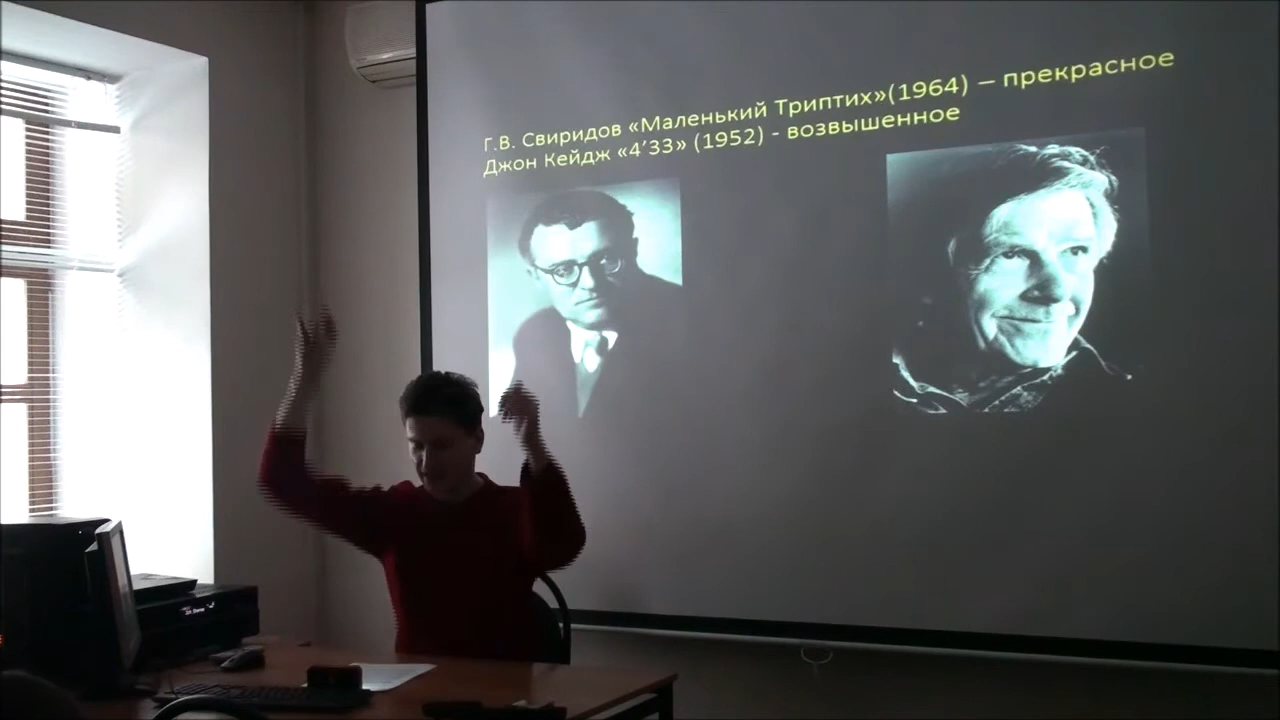 Г.В. Свиридов «Маленький Триптих»(1964) – прекрасное
Джон Кейдж «4’33» (1952) - возвышенное